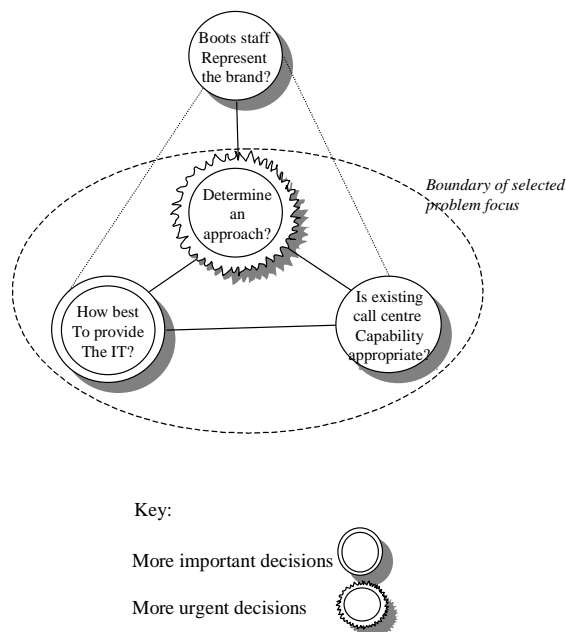 Boots staff
Represent
the brand?
Boundary of selected
problem focus
Determine
an
approach?
How best
To provide
The IT?
Is existing
call centre
Capability
appropriate?
Key:
More important decisions
More urgent decisions